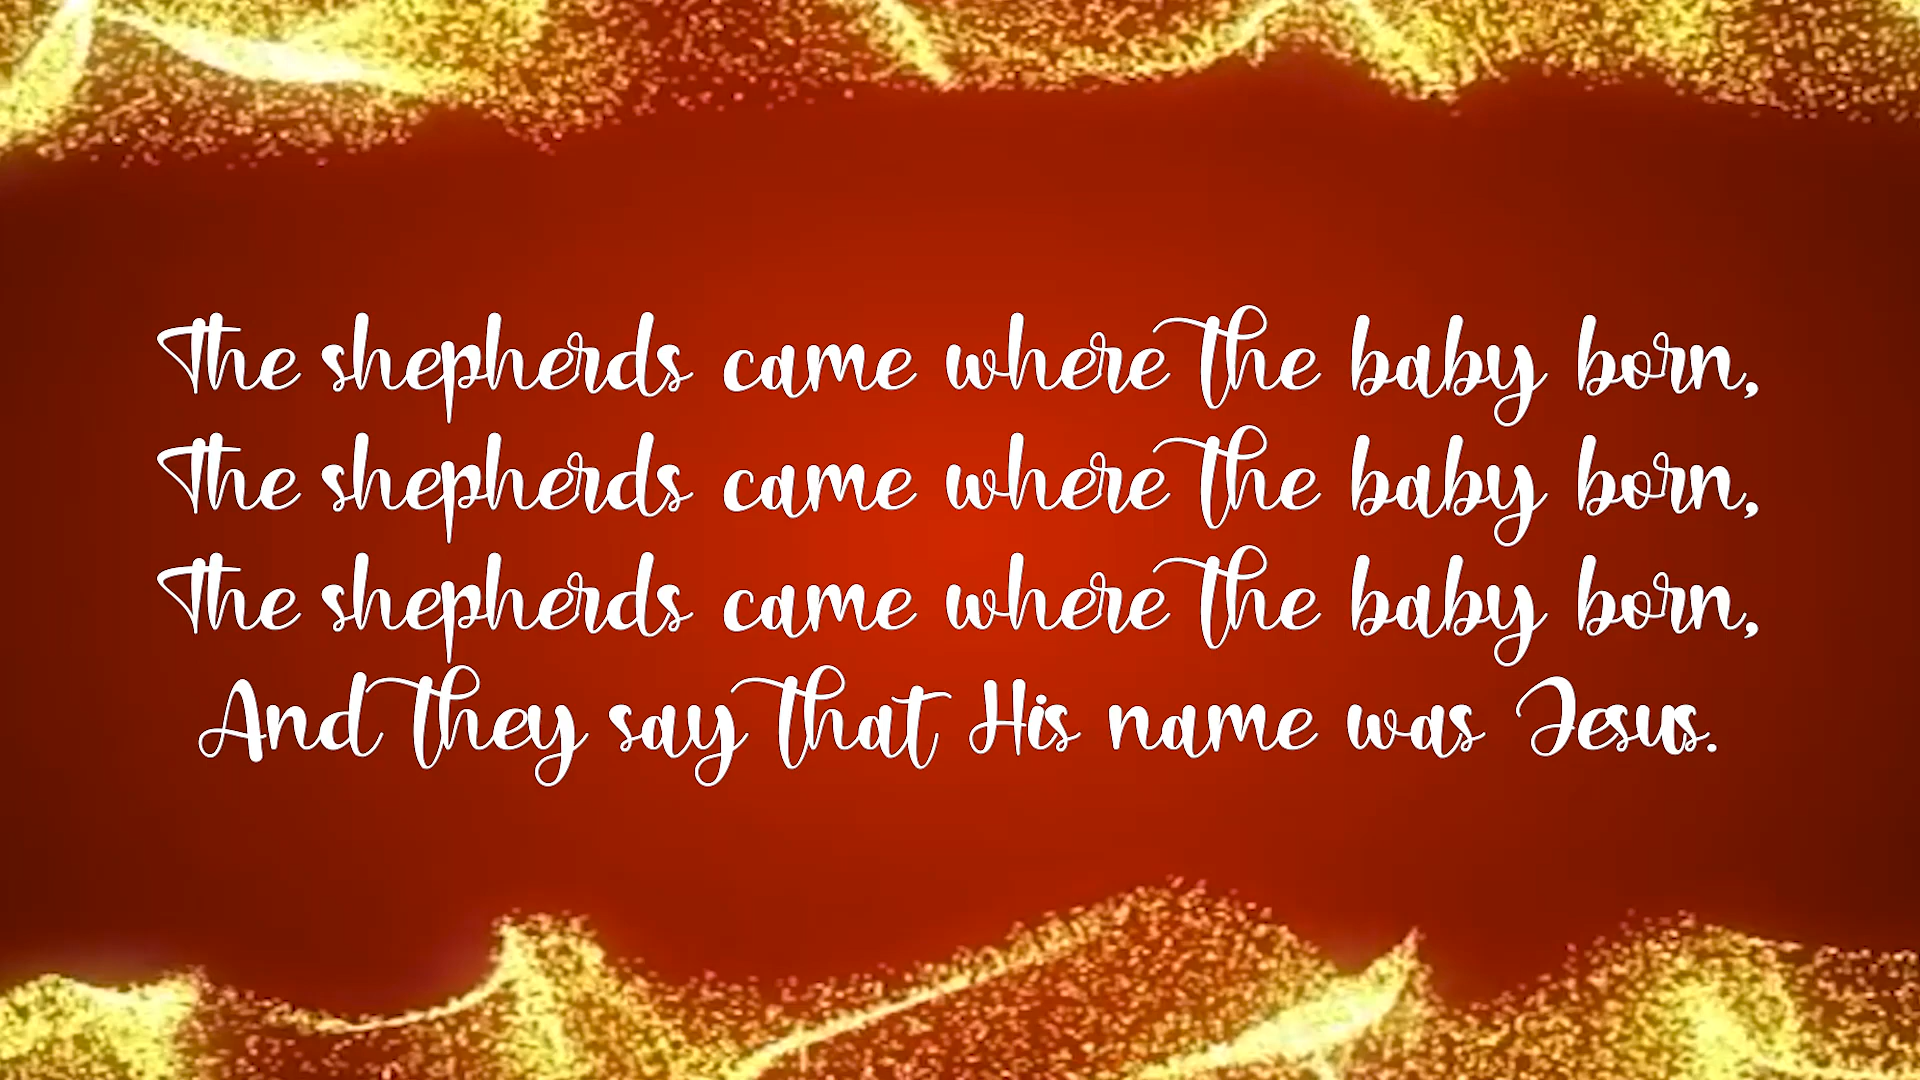 The shepherds came where the baby born,
The shepherds came where the baby born,
The shepherds came where the baby born,
And they say that His name was Jesus.